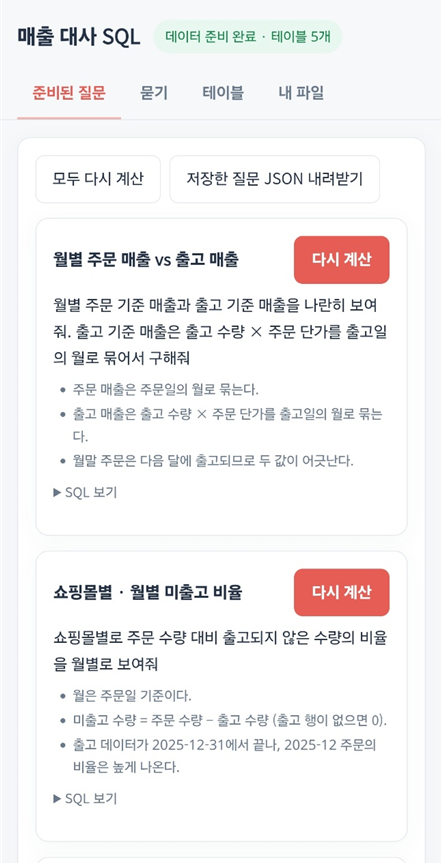 매출 대사 SQL
데이터 준비 완료 · 테이블 5개
준비된 질문
묻기
테이블
내 파일
모두 다시 계산
저장한 질문 JSON 내려받기
월별 주문 매출 vs 출고 매출
다시 계산
월별 주문 기준 매출과 출고 기준 매출을 나란히 보여
줘. 출고 기준 매출은 출고 수량 × 주문 단가를 출고일
의 월로 묶어서 구해줘
• 주문 매출은 주문일의 월로 묶는다.
• 출고 매출은 출고 수량 × 주문 단가를 출고일의 월로 묶는
다.
• 월말 주문은 다음 달에 출고되므로 두 값이 어긋난다.
▶ SQL 보기
쇼핑몰별 · 월별 미출고 비율
다시 계산
쇼핑몰별로 주문 수량 대비 출고되지 않은 수량의 비율
을 월별로 보여줘
• 월은 주문일 기준이다.
• 미출고 수량 = 주문 수량 − 출고 수량 (출고 행이 없으면 0).
• 출고 데이터가 2025-12-31에서 끝나, 2025-12 주문의
비율은 높게 나온다.
▶ SQL 보기